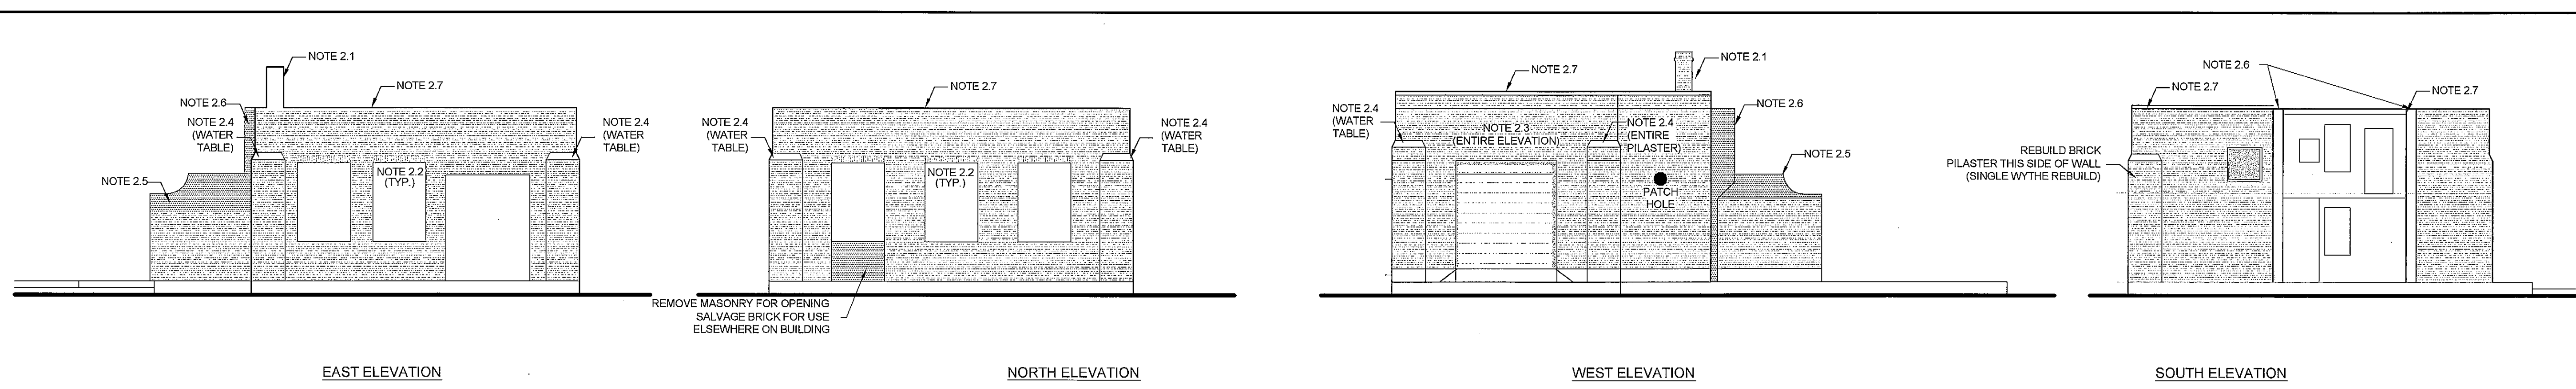 NOTE 2.1
NOTE 2.7
NOTE 2.6
NOTE 2.4
(WATER
TABLE)
NOTE 2.4
(WATER
TABLE)
NOTE 2.2
(TYP.)
NOTE 2.5
EAST ELEVATION
NOTE 2.7
NOTE 2.4
(WATER
TABLE)
NOTE 2.4
(WATER
TABLE)
NOTE 2.2
(TYP.)
REMOVE MASONRY FOR OPENING
SALVAGE BRICK FOR USE
ELSEWHERE ON BUILDING
NORTH ELEVATION
NOTE 2.1
NOTE 2.7
NOTE 2.4
(WATER
TABLE)
NOTE 2.3
(ENTIRE ELEVATION)
NOTE 2.4
(ENTIRE
PILASTER)
NOTE 2.6
NOTE 2.5
PATCH
HOLE
WEST ELEVATION
NOTE 2.6
NOTE 2.7
NOTE 2.7
REBUILD BRICK
PILASTER THIS SIDE OF WALL
(SINGLE WYTHE REBUILD)
SOUTH ELEVATION